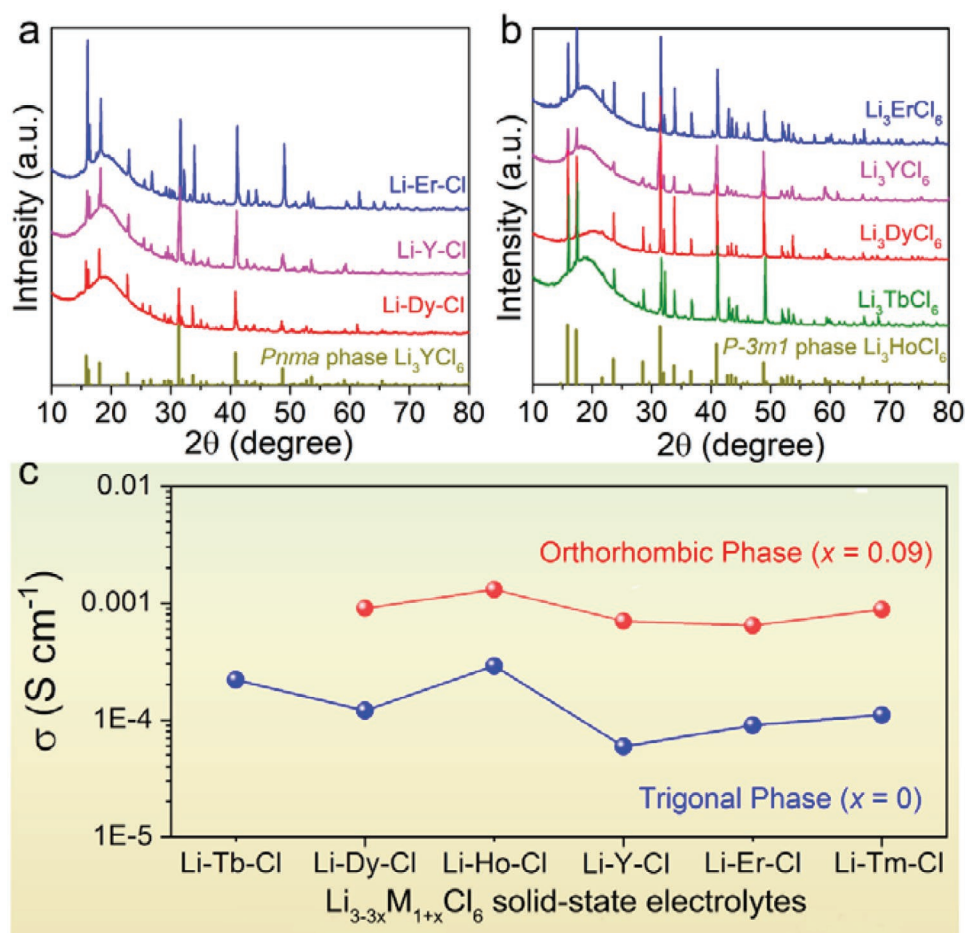 a
Intnesity (a.u.)
Li-Er-Cl
Li-Y-Cl
Li-Dy-Cl
Pnma phase Li₃YCl₆
10 20 30 40 50 60 70 80
2θ (degree)
b
Intensity (a.u.)
Li₃ErCl₆
Li₃YCl₆
Li₃DyCl₆
Li₃TbCl₆
P-3m1 phase Li₃HoCl₆
10 20 30 40 50 60 70 80
2θ (degree)
c
σ (S cm⁻¹)
0.01
0.001
1E-4
1E-5
Orthorhombic Phase (x = 0.09)
Trigonal Phase (x = 0)
Li-Tb-Cl Li-Dy-Cl Li-Ho-Cl Li-Y-Cl Li-Er-Cl Li-Tm-Cl
Li₃₋₃ₓM₁₊ₓCl₆ solid-state electrolytes